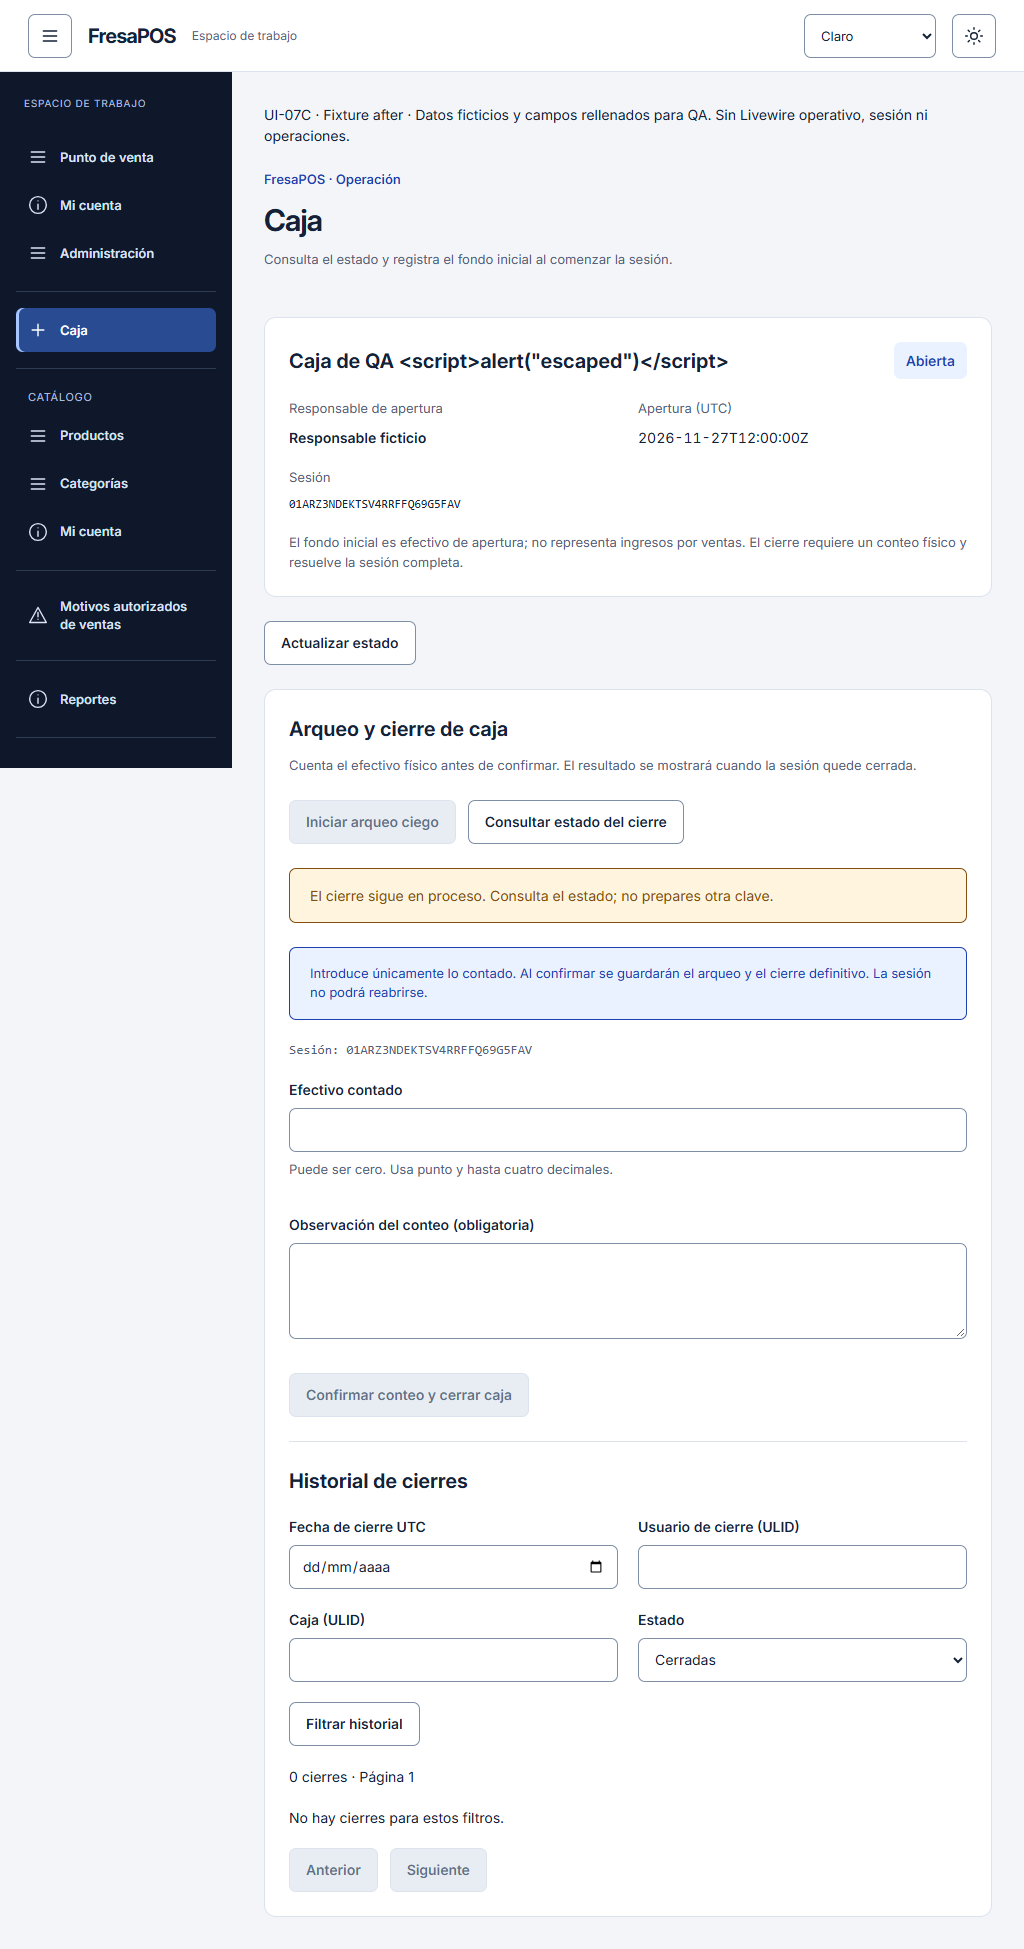 FresaPOS
Espacio de trabajo
Claro
ESPACIO DE TRABAJO
Punto de venta
Mi cuenta
Administración
Caja
CATÁLOGO
Productos
Categorías
Mi cuenta
Motivos autorizados
de ventas
Reportes
UI-07C · Fixture after · Datos ficticios y campos rellenados para QA. Sin Livewire operativo, sesión ni
operaciones.
FresaPOS · Operación
Caja
Consulta el estado y registra el fondo inicial al comenzar la sesión.
Caja de QA <script>alert("escaped")</script>
Abierta
Responsable de apertura
Apertura (UTC)
Responsable ficticio
2026-11-27T12:00:00Z
Sesión
01ARZ3NDEKTSV4RRFFQ69G5FAV
El fondo inicial es efectivo de apertura; no representa ingresos por ventas. El cierre requiere un conteo físico y
resuelve la sesión completa.
Actualizar estado
Arqueo y cierre de caja
Cuenta el efectivo físico antes de confirmar. El resultado se mostrará cuando la sesión quede cerrada.
Iniciar arqueo ciego
Consultar estado del cierre
El cierre sigue en proceso. Consulta el estado; no prepares otra clave.
Introduce únicamente lo contado. Al confirmar se guardarán el arqueo y el cierre definitivo. La sesión
no podrá reabrirse.
Sesión: 01ARZ3NDEKTSV4RRFFQ69G5FAV
Efectivo contado
Puede ser cero. Usa punto y hasta cuatro decimales.
Observación del conteo (obligatoria)
Confirmar conteo y cerrar caja
Historial de cierres
Fecha de cierre UTC
Usuario de cierre (ULID)
dd/mm/aaaa
Caja (ULID)
Estado
Cerradas
Filtrar historial
0 cierres · Página 1
No hay cierres para estos filtros.
Anterior
Siguiente